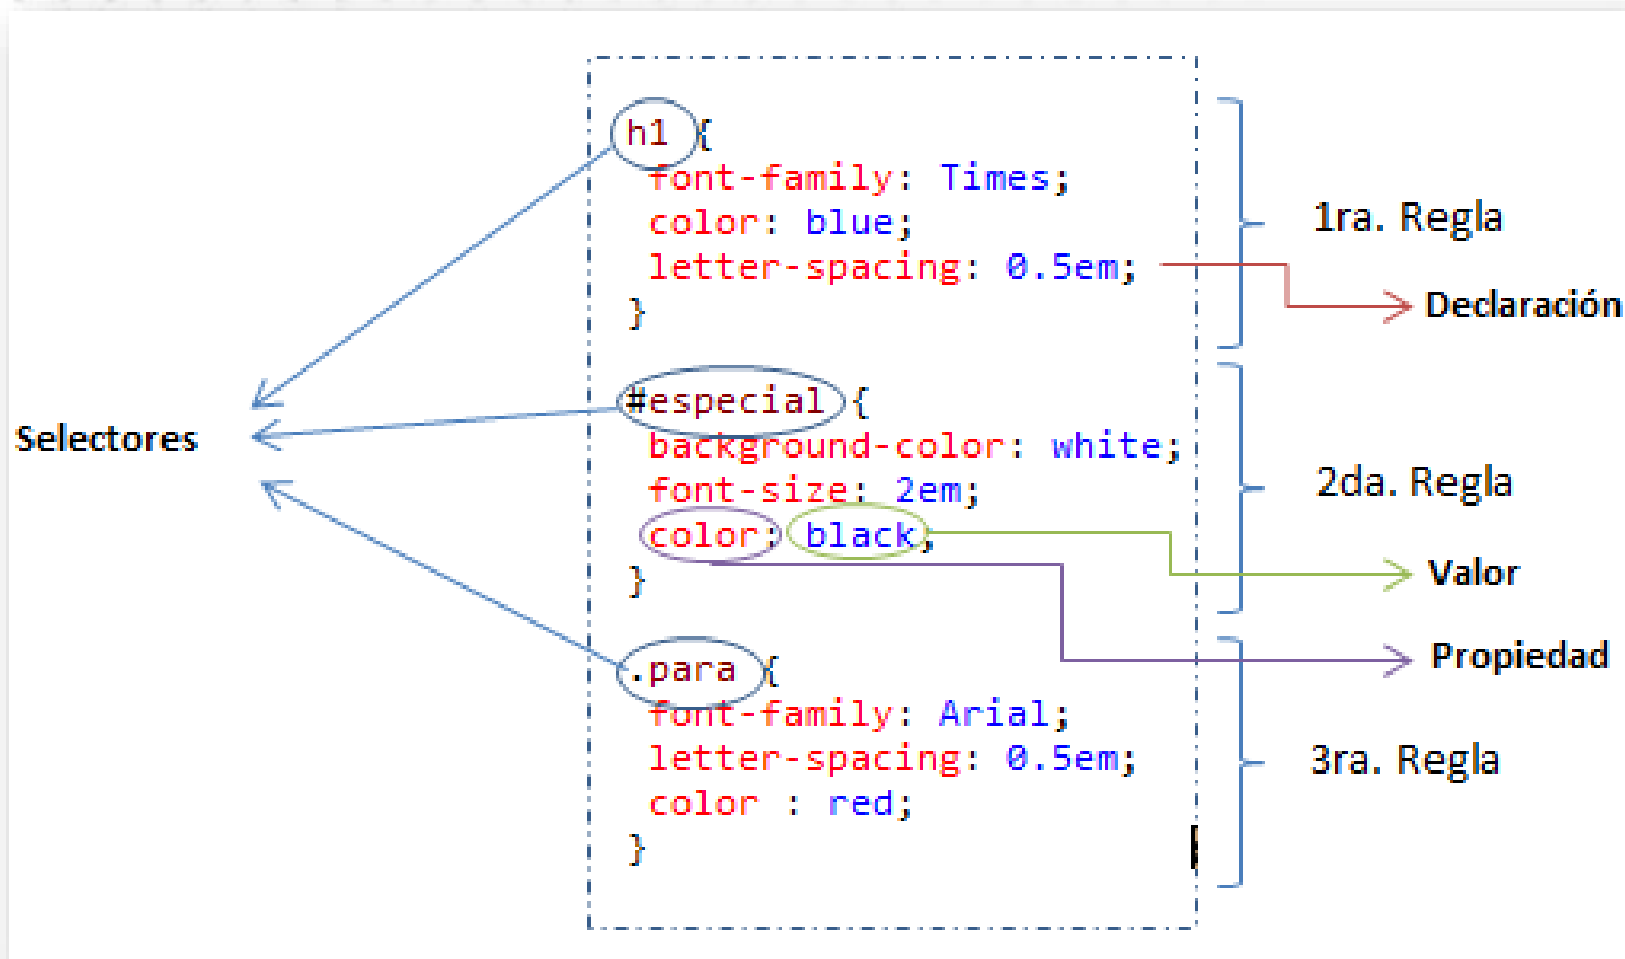 h1 {
font-family: Times;
color: blue;
letter-spacing: 0.5em;
}
1ra. Regla
Declaración
Selectores
#especial {
background-color: white;
font-size: 2em;
color: black;
}
2da. Regla
Valor
Propiedad
.para {
font-family: Arial;
letter-spacing: 0.5em;
color : red;
}
3ra. Regla